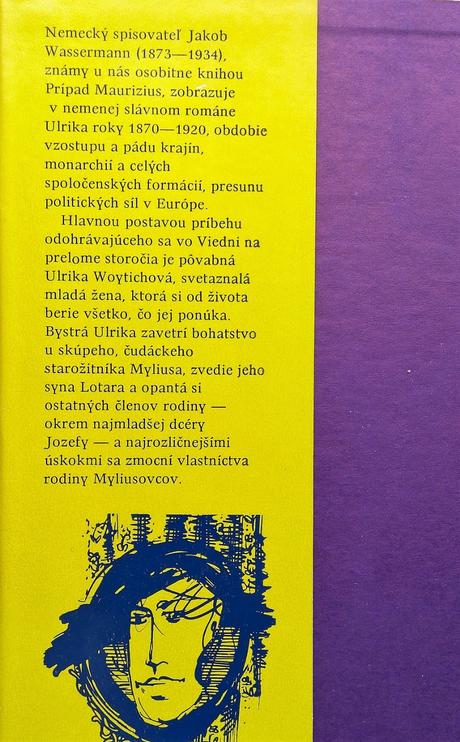 Nemecký spisovateľ Jakob
Wassermann (1873—1934),
známy u nás osobitne knihou
Prípad Maurizius, zobrazuje
v nemenej slávnom románe
Ulrika roky 1870—1920, obdobie
vzostupu a pádu krajín,
monarchií a celých
spoločenských formácií, presunu
politických síl v Európe.
Hlavnou postavou príbehu
odohrávajúceho sa vo Viedni na
prelome storočia je pôvabná
Ulrika Woytichová, svetaznalá
mladá žena, ktorá si od života
berie všetko, čo jej ponúka.
Bystrá Ulrika zavetrí bohatstvo
u skúpeho, čudáckeho
starožitníka Myliusa, zvedie jeho
syna Lotara a opantá si
ostatných členov rodiny —
okrem najmladšej dcéry
Jozefy — a najrozličnejšími
úskokmi sa zmocní vlastníctva
rodiny Myliusovcov.